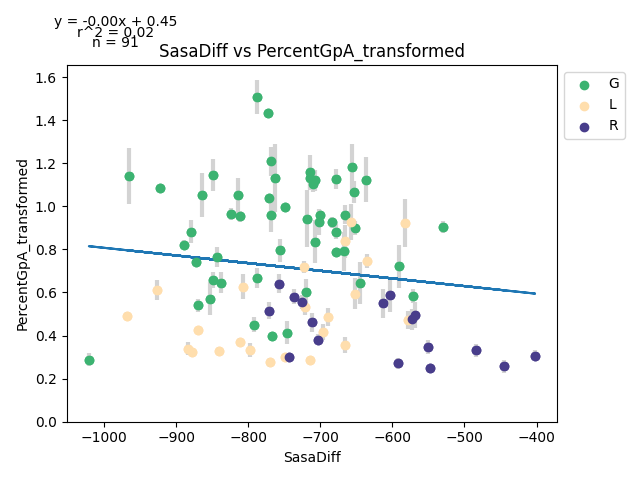 y = -0.00x + 0.45
r^2 = 0.02
n = 91
SasaDiff vs PercentGpA_transformed
G
L
R
PercentGpA_transformed
1.6
1.4
1.2
1.0
0.8
0.6
0.4
0.2
0.0
−1000 −900 −800 −700 −600 −500 −400
SasaDiff